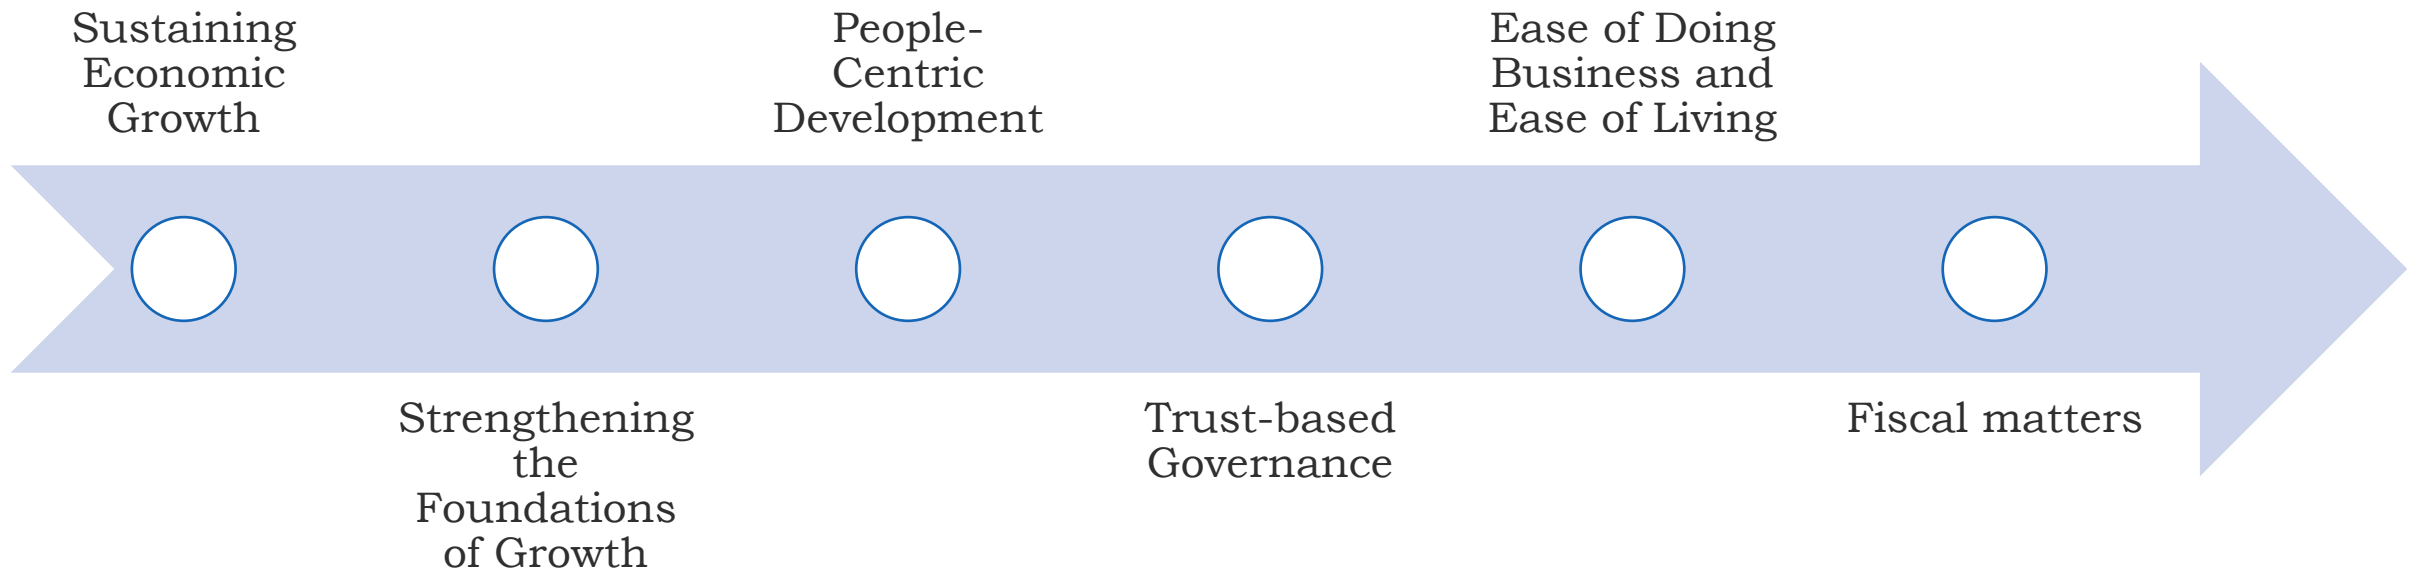 Sustaining
Economic
Growth
Strengthening
the
Foundations
of Growth
People-
Centric
Development
Trust-based
Governance
Ease of Doing
Business and
Ease of Living
Fiscal matters